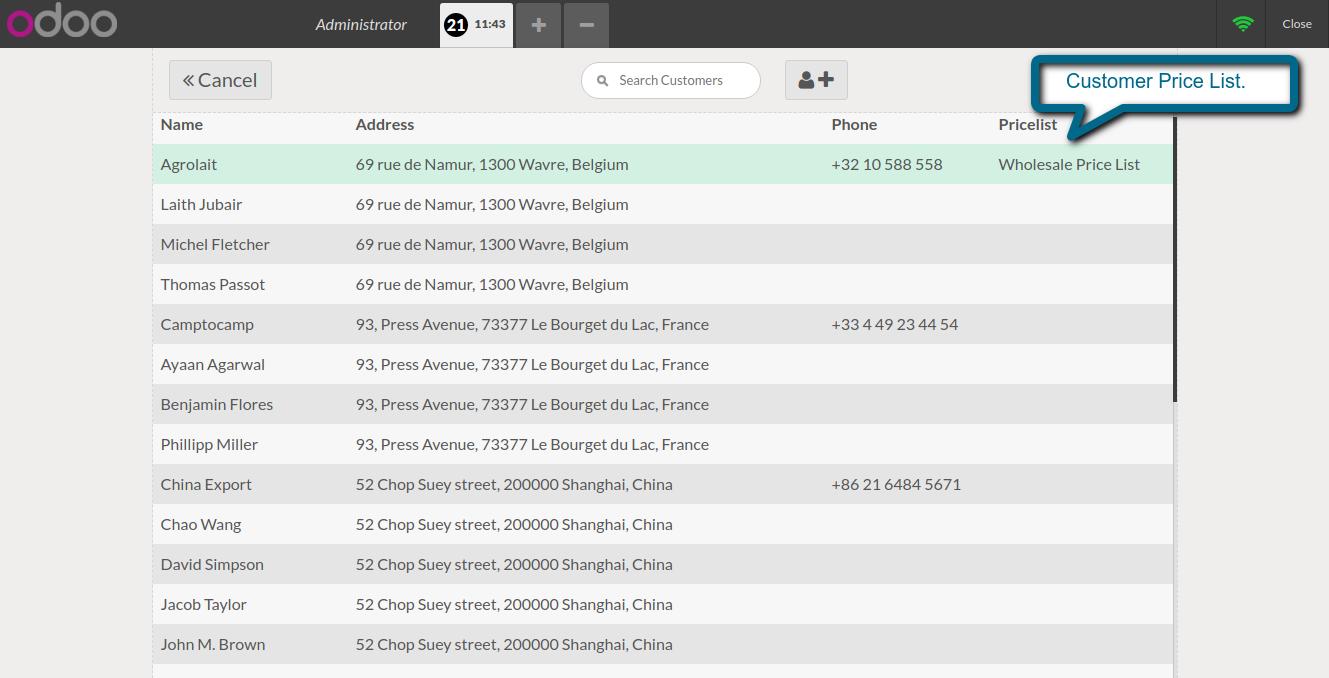 odoo
Administrator 21 11:43 + − Close
Cancel Search Customers Customer Price List.
Name Address Phone Pricelist
Agrolait 69 rue de Namur, 1300 Wavre, Belgium +32 10 588 558 Wholesale Price List
Laith Jubair 69 rue de Namur, 1300 Wavre, Belgium
Michel Fletcher 69 rue de Namur, 1300 Wavre, Belgium
Thomas Passot 69 rue de Namur, 1300 Wavre, Belgium
Camptocamp 93, Press Avenue, 73377 Le Bourget du Lac, France +33 4 49 23 44 54
Ayaan Agarwal 93, Press Avenue, 73377 Le Bourget du Lac, France
Benjamin Flores 93, Press Avenue, 73377 Le Bourget du Lac, France
Phillipp Miller 93, Press Avenue, 73377 Le Bourget du Lac, France
China Export 52 Chop Suey street, 200000 Shanghai, China +86 21 6484 5671
Chao Wang 52 Chop Suey street, 200000 Shanghai, China
David Simpson 52 Chop Suey street, 200000 Shanghai, China
Jacob Taylor 52 Chop Suey street, 200000 Shanghai, China
John M. Brown 52 Chop Suey street, 200000 Shanghai, China